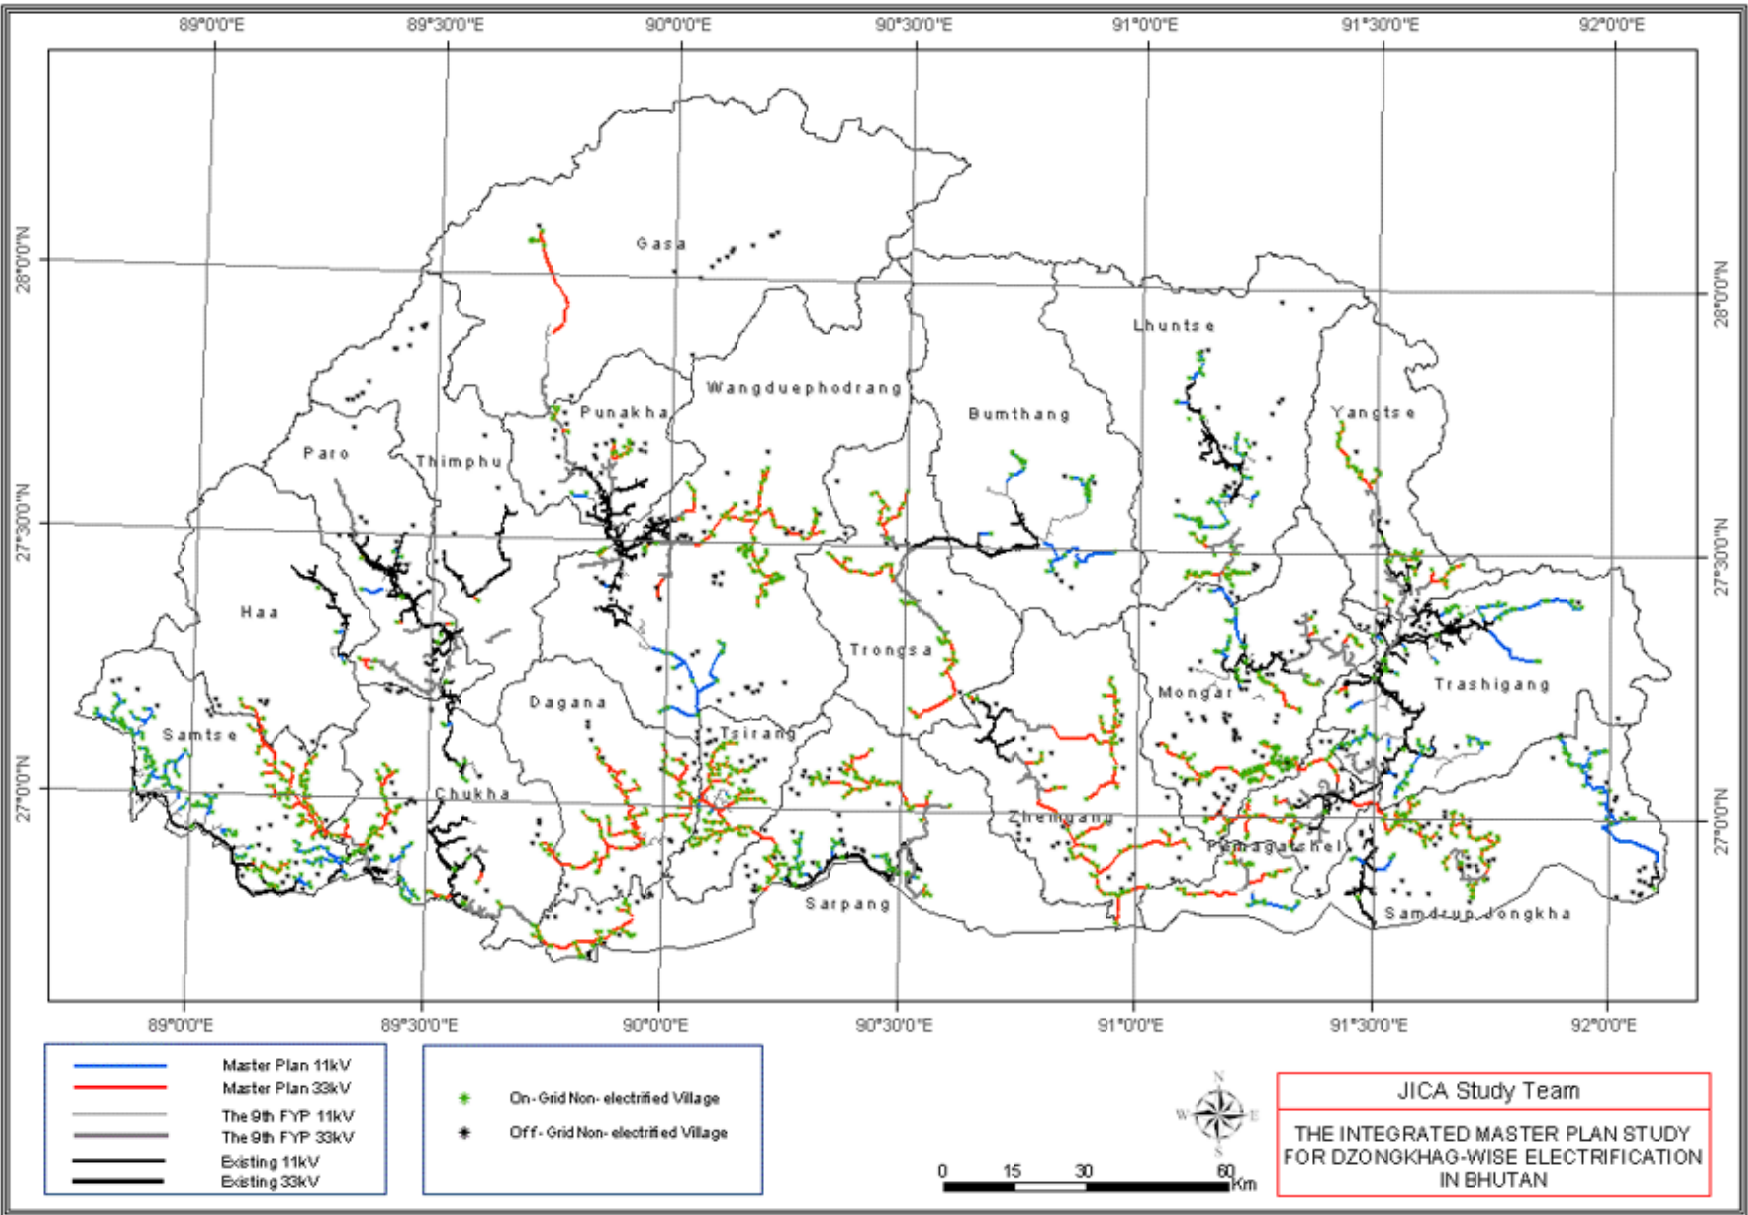 89°0'0"E 89°30'0"E 90°0'0"E 90°30'0"E 91°0'0"E 91°30'0"E 92°0'0"E
28°0'0"N
28°0'0"N
27°30'0"N
27°30'0"N
27°0'0"N
27°0'0"N
Gasa
Lhuntse
Wangduephodrang
Punakha
Bumthang
Yangtse
Paro
Thimphu
Haa
Trongsa
Mongar
Trashigang
Dagana
Samtse
Tsirang
Chukha
Zhemgang
Pemagatshel
Sarpang
Samdrup Jongkha
89°0'0"E 89°30'0"E 90°0'0"E 90°30'0"E 91°0'0"E 91°30'0"E 92°0'0"E
Master Plan 11kV
Master Plan 33kV
The 9th FYP 11kV
The 9th FYP 33kV
Existing 11kV
Existing 33kV
On-Grid Non-electrified Village
Off-Grid Non-electrified Village
N
W E
S
0 15 30 60
Km
JICA Study Team
THE INTEGRATED MASTER PLAN STUDY
FOR DZONGKHAG-WISE ELECTRIFICATION
IN BHUTAN